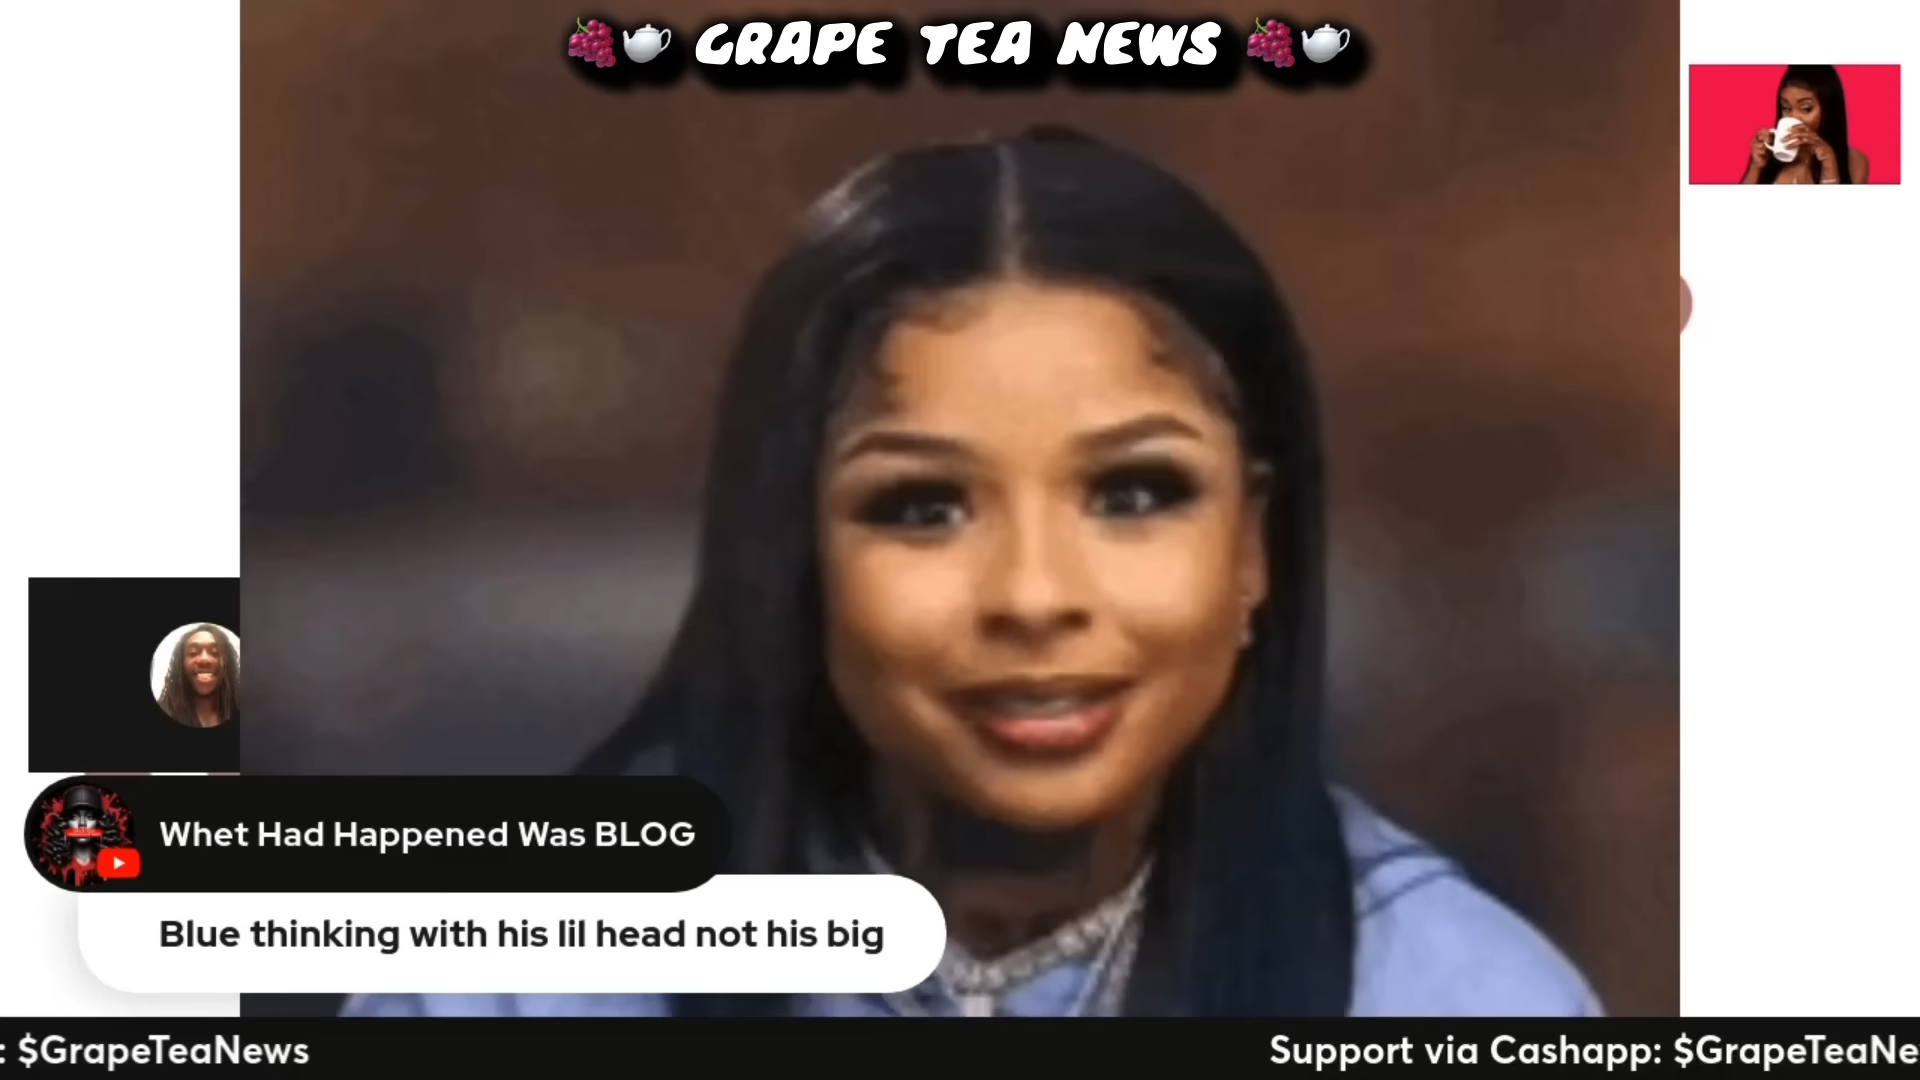 🍇🫖 GRAPE TEA NEWS 🍇🫖
Whet Had Happened Was BLOG
Blue thinking with his lil head not his big
: $GrapeTeaNews
Support via Cashapp: $GrapeTeaNe